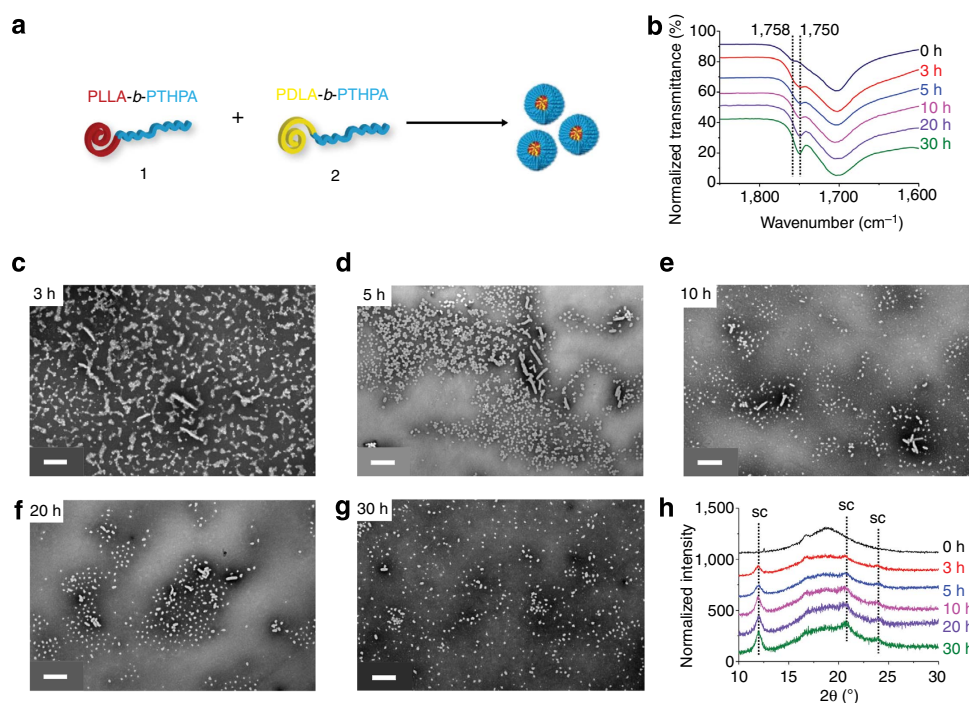 a
PLLA-b-PTHPA
PDLA-b-PTHPA
+
1
2
b
1,758
1,750
Normalized transmittance (%)
100
80
60
40
20
0
0 h
3 h
5 h
10 h
20 h
30 h
1,800
1,700
1,600
Wavenumber (cm⁻¹)
c
3 h
d
5 h
e
10 h
f
20 h
g
30 h
h
sc
sc
sc
Normalized intensity
1,500
1,000
500
0
0 h
3 h
5 h
10 h
20 h
30 h
10
15
20
25
30
2θ (°)